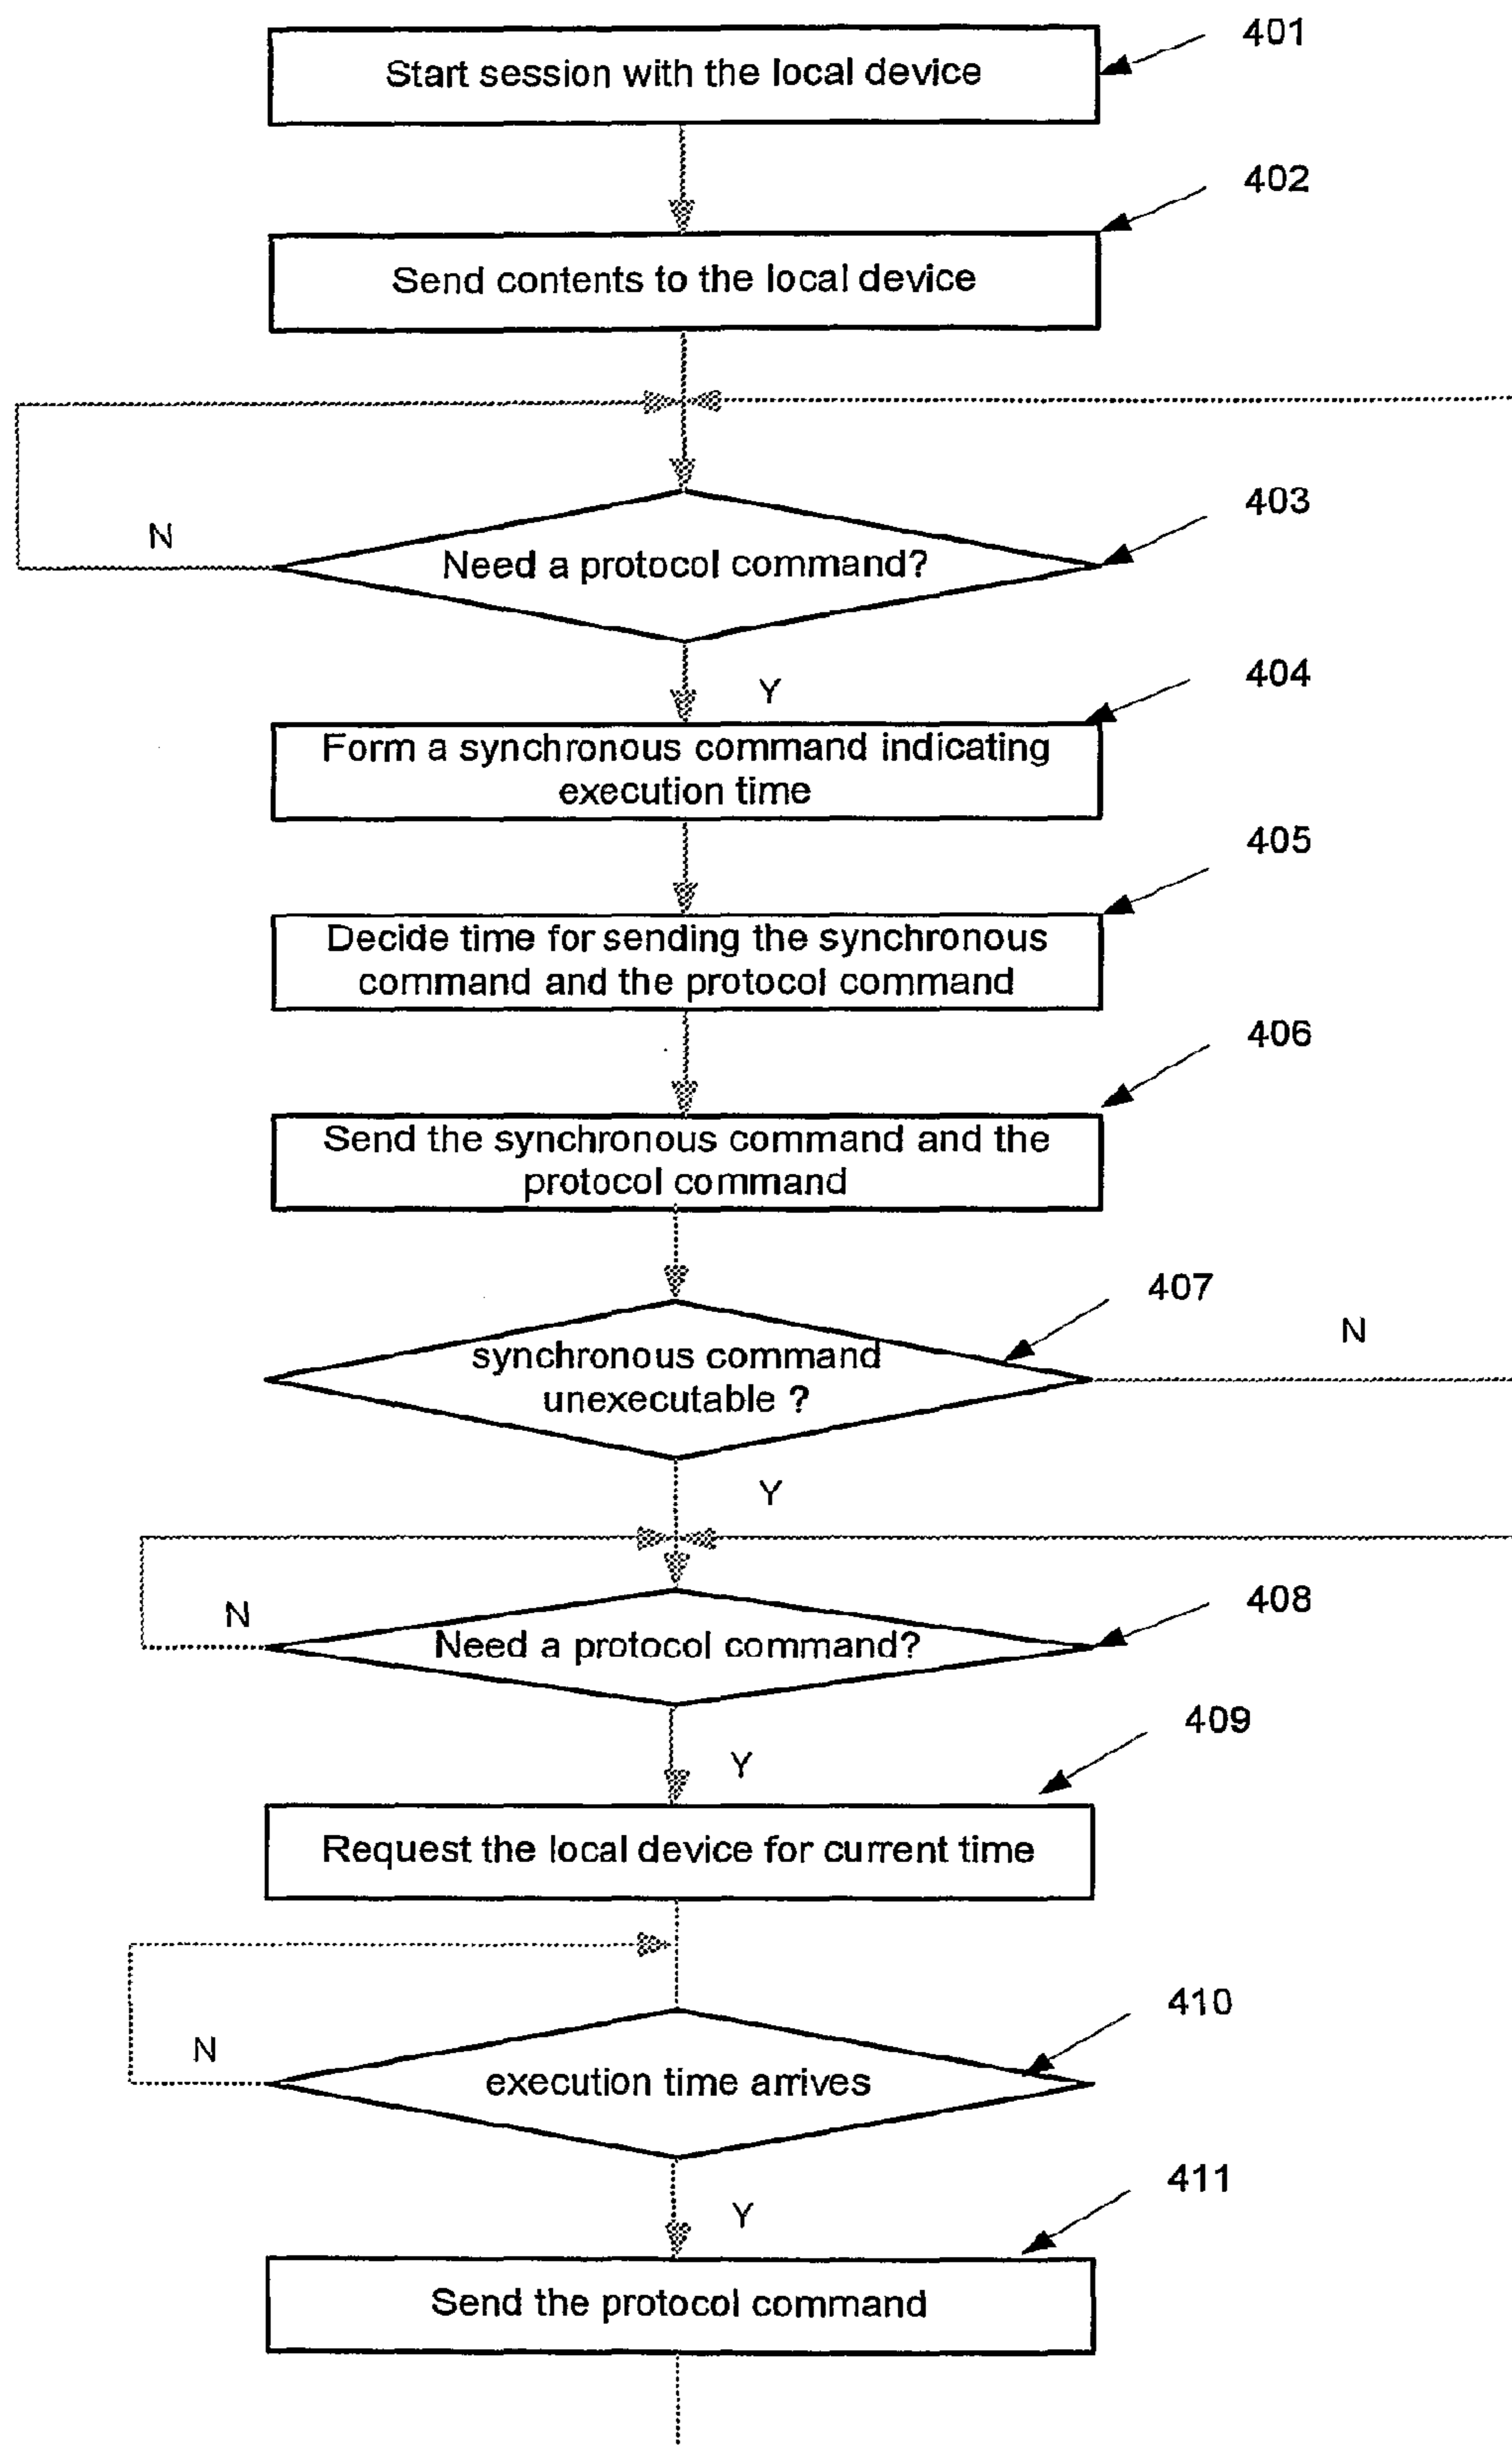 401
Start session with the local device
402
Send contents to the local device
403
N
Need a protocol command?
Y
404
Form a synchronous command indicating
execution time
405
Decide time for sending the synchronous
command and the protocol command
406
Send the synchronous command and the
protocol command
407
N
synchronous command
unexecutable ?
Y
408
N
Need a protocol command?
409
Y
Request the local device for current time
410
N
execution time arrives
411
Y
Send the protocol command